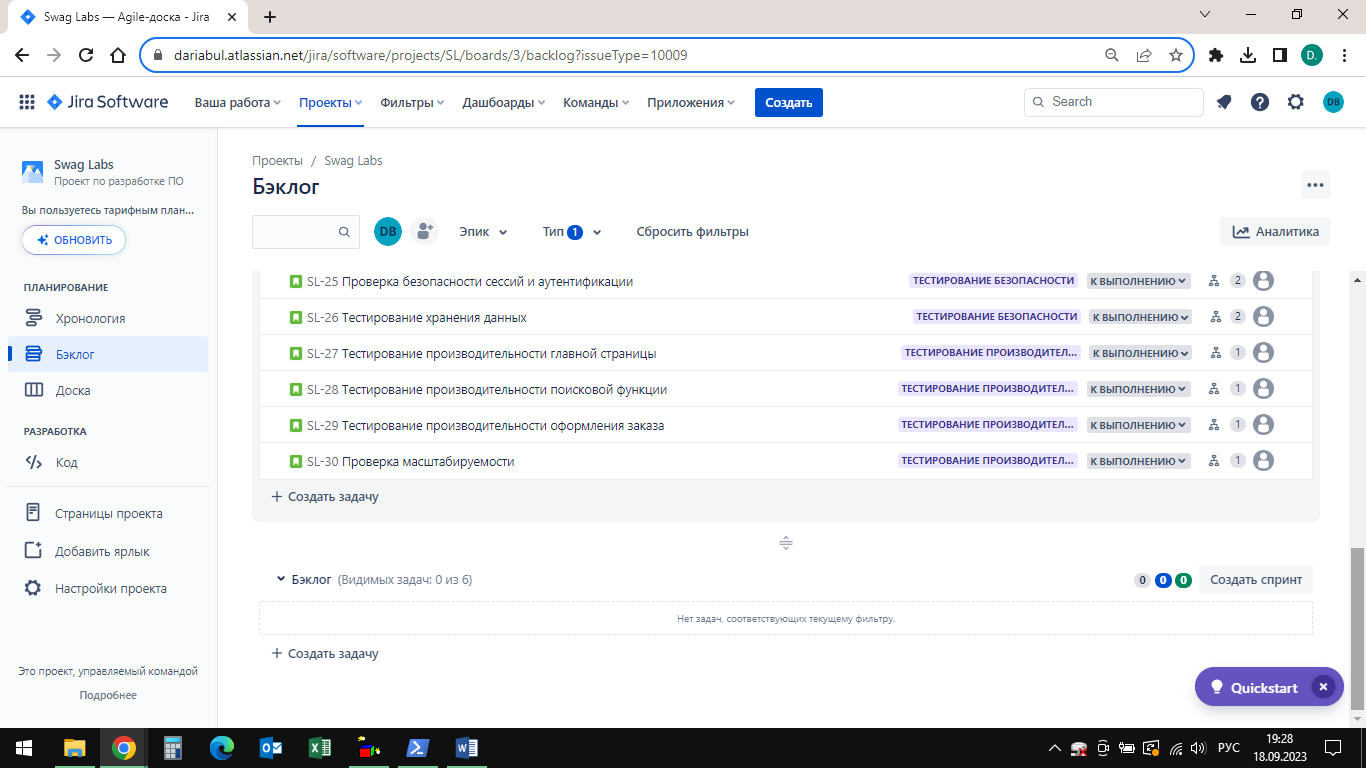 Swag Labs — Agile-доска - Jira
dariabul.atlassian.net/jira/software/projects/SL/boards/3/backlog?issueType=10009
D.
Jira Software
Ваша работа
Проекты
Фильтры
Дашборды
Команды
Приложения
Создать
Search
DB
Swag Labs
Проект по разработке ПО
Вы пользуетесь тарифным план...
ОБНОВИТЬ
ПЛАНИРОВАНИЕ
Хронология
Бэклог
Доска
РАЗРАБОТКА
Код
Страницы проекта
Добавить ярлык
Настройки проекта
Это проект, управляемый командой
Подробнее
Проекты / Swag Labs
Бэклог
DB
Эпик
Тип 1
Сбросить фильтры
Аналитика
SL-25 Проверка безопасности сессий и аутентификации ТЕСТИРОВАНИЕ БЕЗОПАСНОСТИ К ВЫПОЛНЕНИЮ 2
SL-26 Тестирование хранения данных ТЕСТИРОВАНИЕ БЕЗОПАСНОСТИ К ВЫПОЛНЕНИЮ 2
SL-27 Тестирование производительности главной страницы ТЕСТИРОВАНИЕ ПРОИЗВОДИТЕЛ... К ВЫПОЛНЕНИЮ 1
SL-28 Тестирование производительности поисковой функции ТЕСТИРОВАНИЕ ПРОИЗВОДИТЕЛ... К ВЫПОЛНЕНИЮ 1
SL-29 Тестирование производительности оформления заказа ТЕСТИРОВАНИЕ ПРОИЗВОДИТЕЛ... К ВЫПОЛНЕНИЮ 1
SL-30 Проверка масштабируемости ТЕСТИРОВАНИЕ ПРОИЗВОДИТЕЛ... К ВЫПОЛНЕНИЮ 1
+ Создать задачу
Бэклог (Видимых задач: 0 из 6) 0 0 0 Создать спринт
Нет задач, соответствующих текущему фильтру.
+ Создать задачу
Quickstart
РУС
19:28
18.09.2023